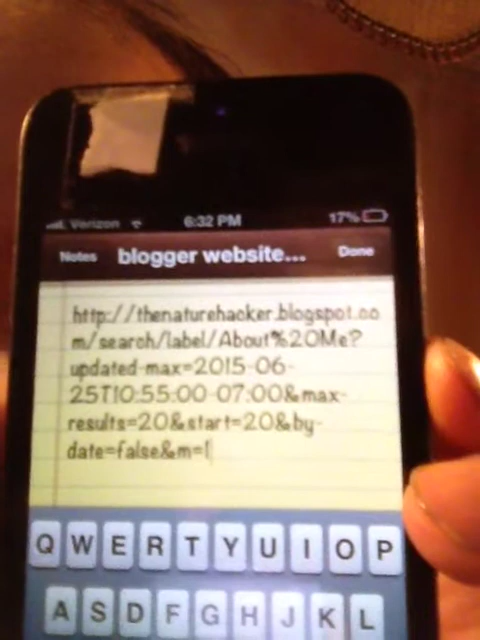 Verizon 6:32 PM 17%
Notes blogger website... Done
http://thenaturehacker.blogspot.co
m/search/label/About%20Me?
updated-max=2015-06-
25T10:55:00-07:00&max-
results=20&start=20&by-
date=false&m=1
Q W E R T Y U I O P
A S D F G H J K L